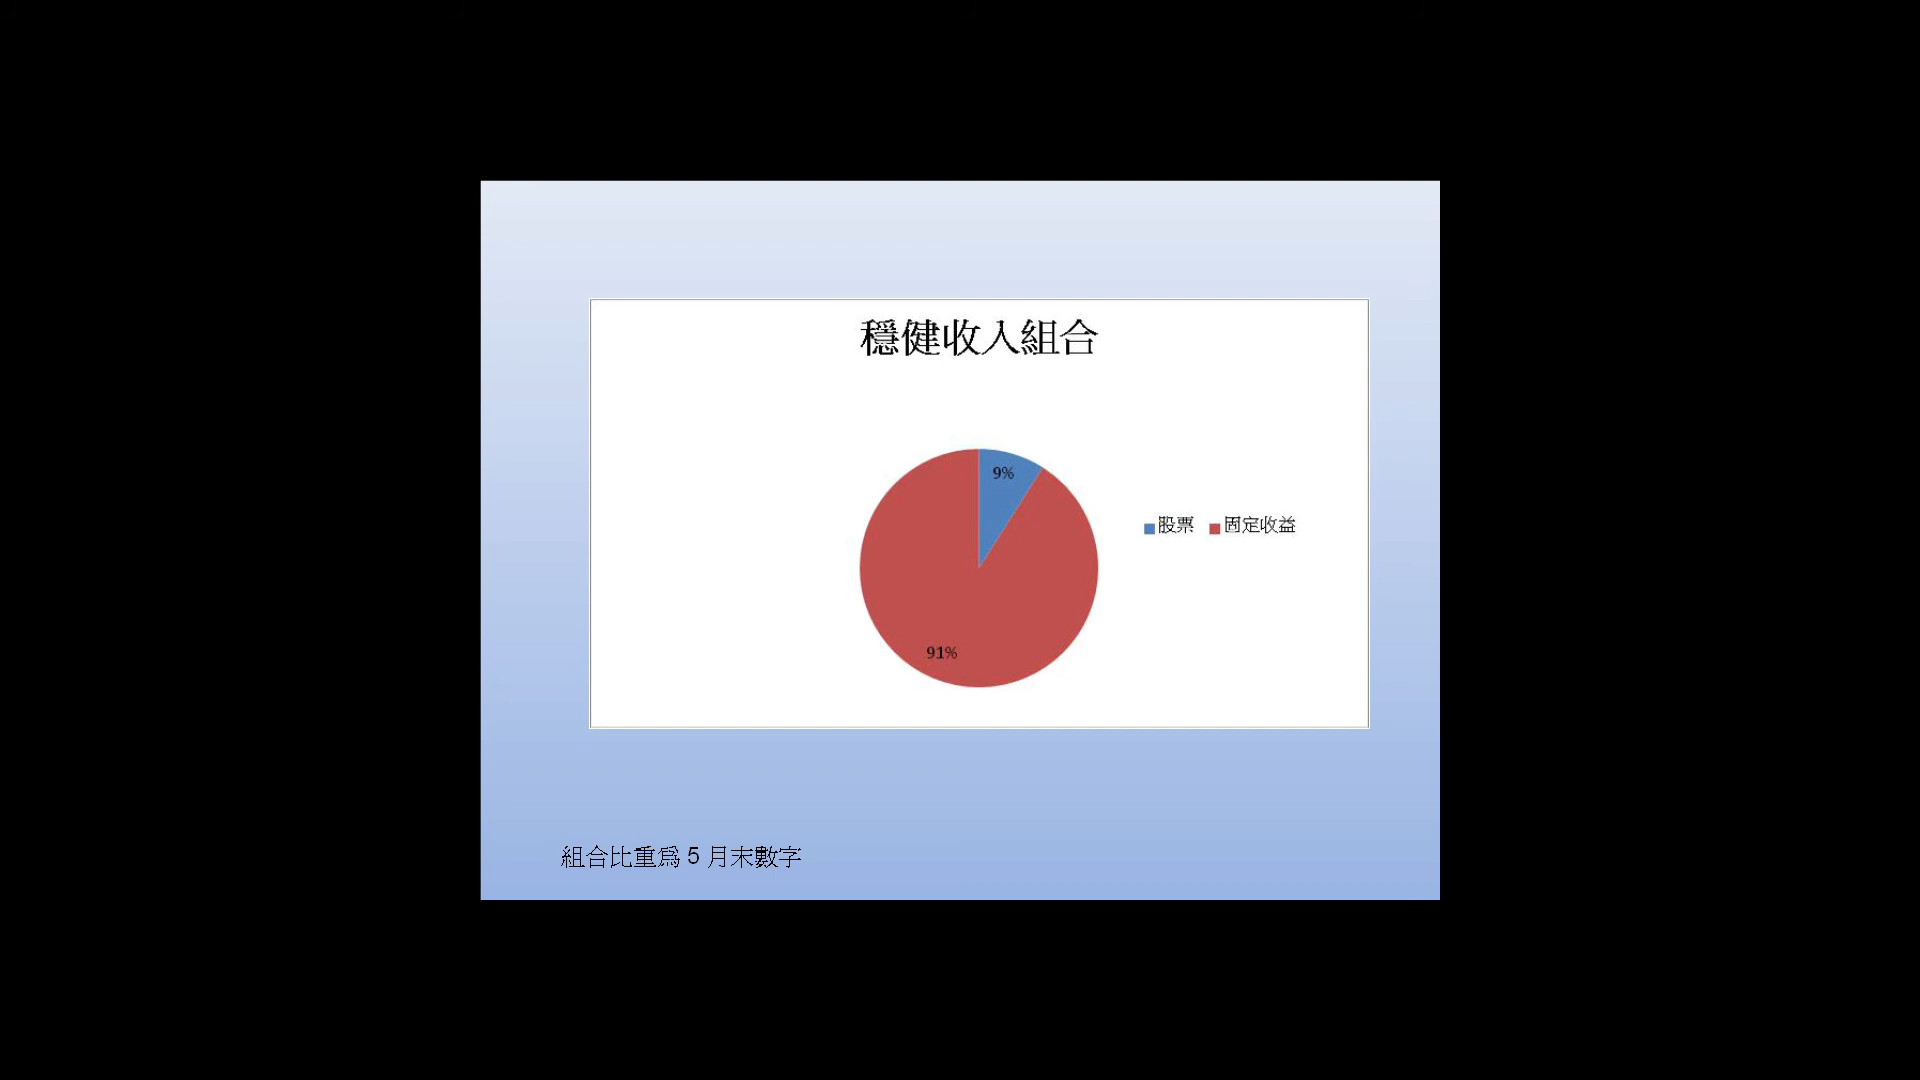 穩健收入組合
9%
股票 固定收益
91%
組合比重爲 5 月末數字